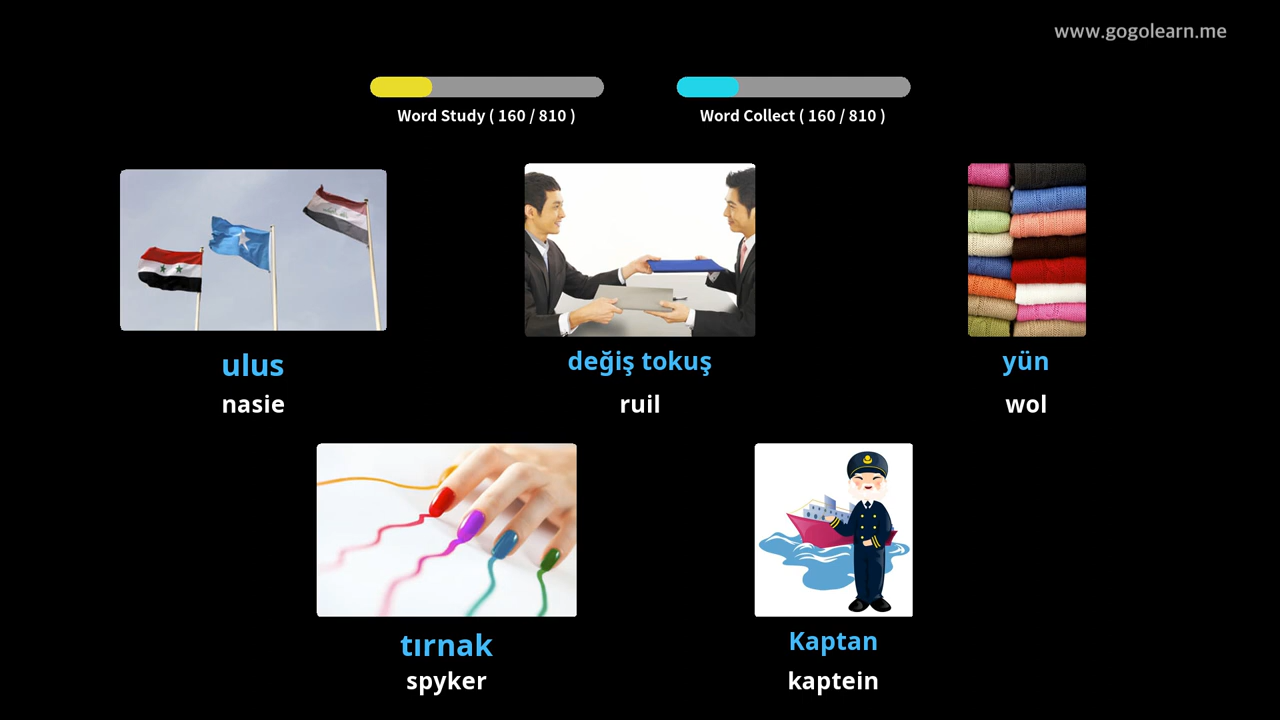 www.gogolearn.me
Word Study ( 160 / 810 )
Word Collect ( 160 / 810 )
ulus
nasie
değiş tokuş
ruil
yün
wol
tırnak
spyker
Kaptan
kaptein